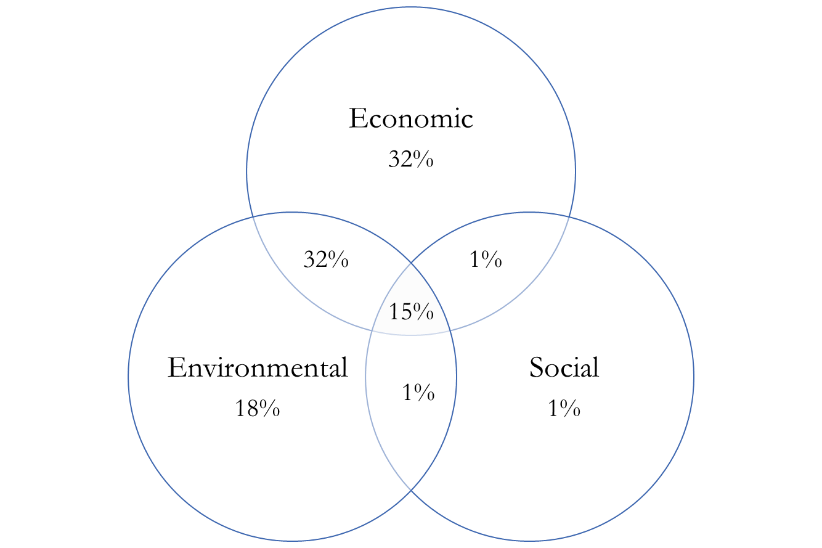 Economic
32%
32%
1%
15%
Environmental
18%
1%
Social
1%